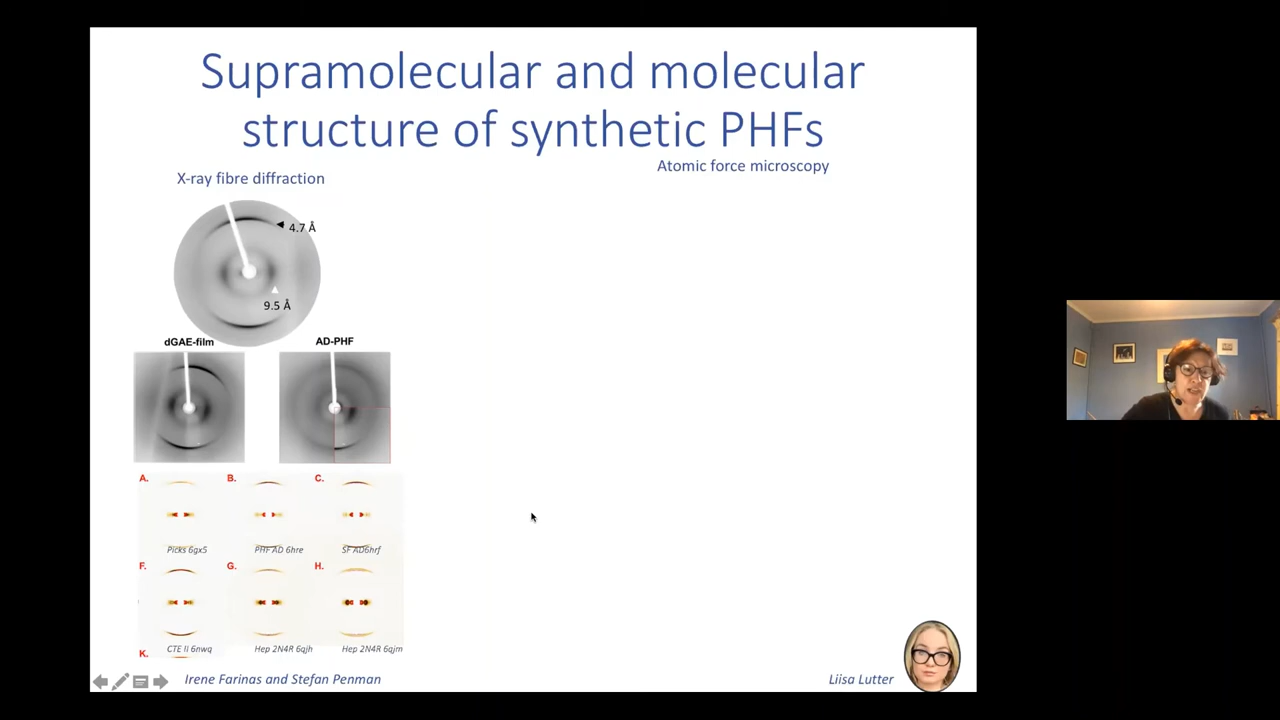 Supramolecular and molecular
structure of synthetic PHFs
Atomic force microscopy
X-ray fibre diffraction
4.7 Å
9.5 Å
dGAE-film
AD-PHF
A.
B.
C.
Picks 6gx5
PHF AD 6hre
SF AD6hrf
F.
G.
H.
CTE II 6nwq
Hep 2N4R 6qjh
Hep 2N4R 6qjm
K.
Irene Farinas and Stefan Penman
Liisa Lutter